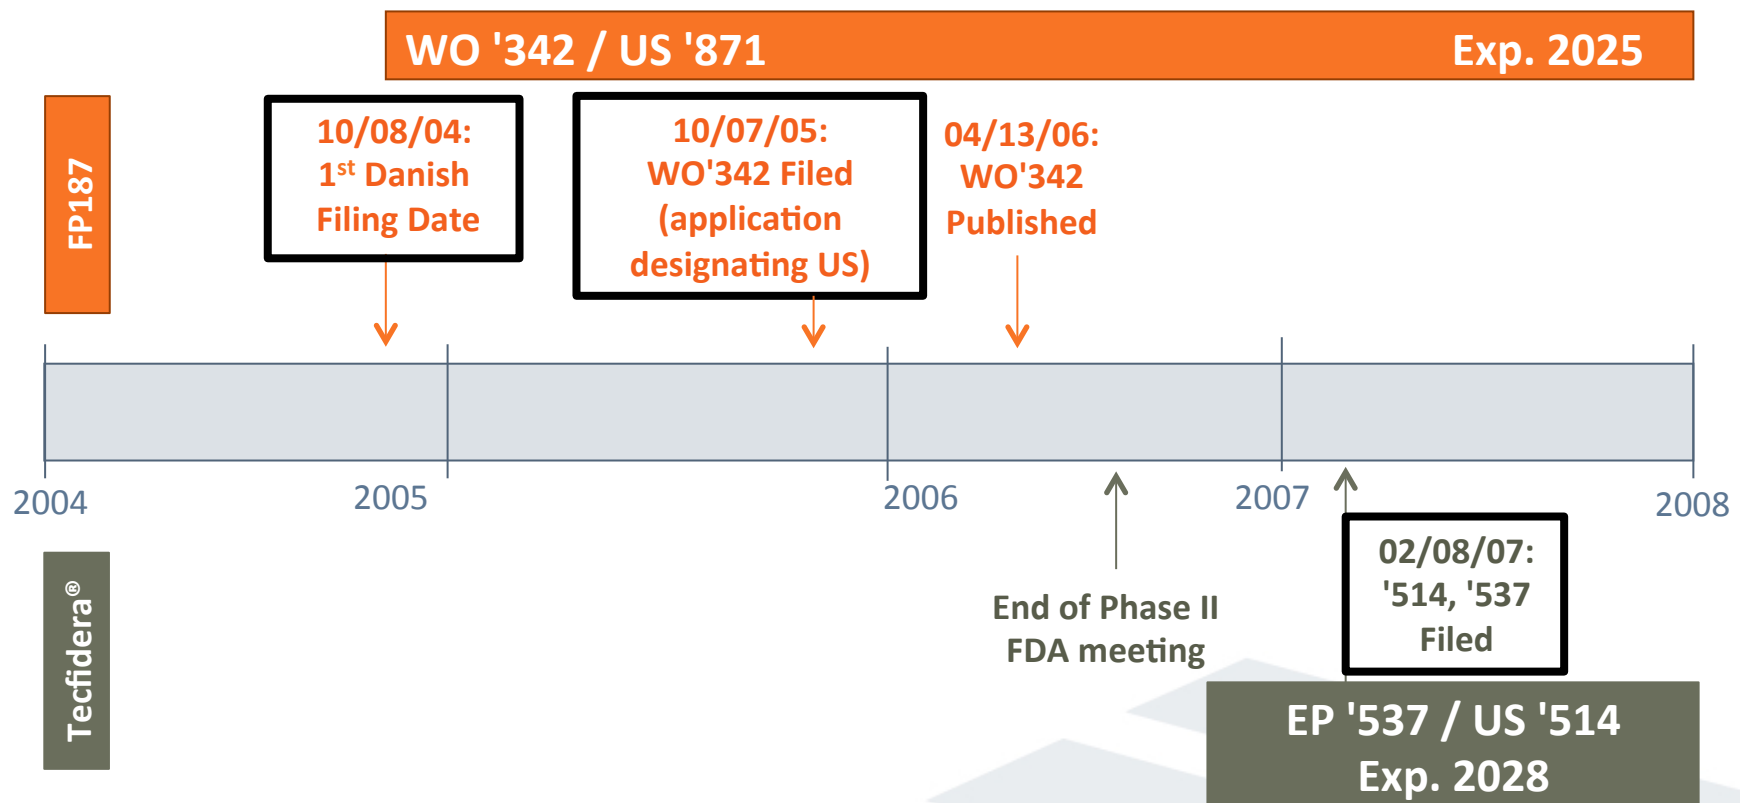 WO '342 / US '871 Exp. 2025
FP187
10/08/04:
1st Danish
Filing Date
10/07/05:
WO'342 Filed
(application
designating US)
04/13/06:
WO'342
Published
2004 2005 2006 2007 2008
Tecfidera®
End of Phase II
FDA meeting
02/08/07:
'514, '537
Filed
EP '537 / US '514
Exp. 2028